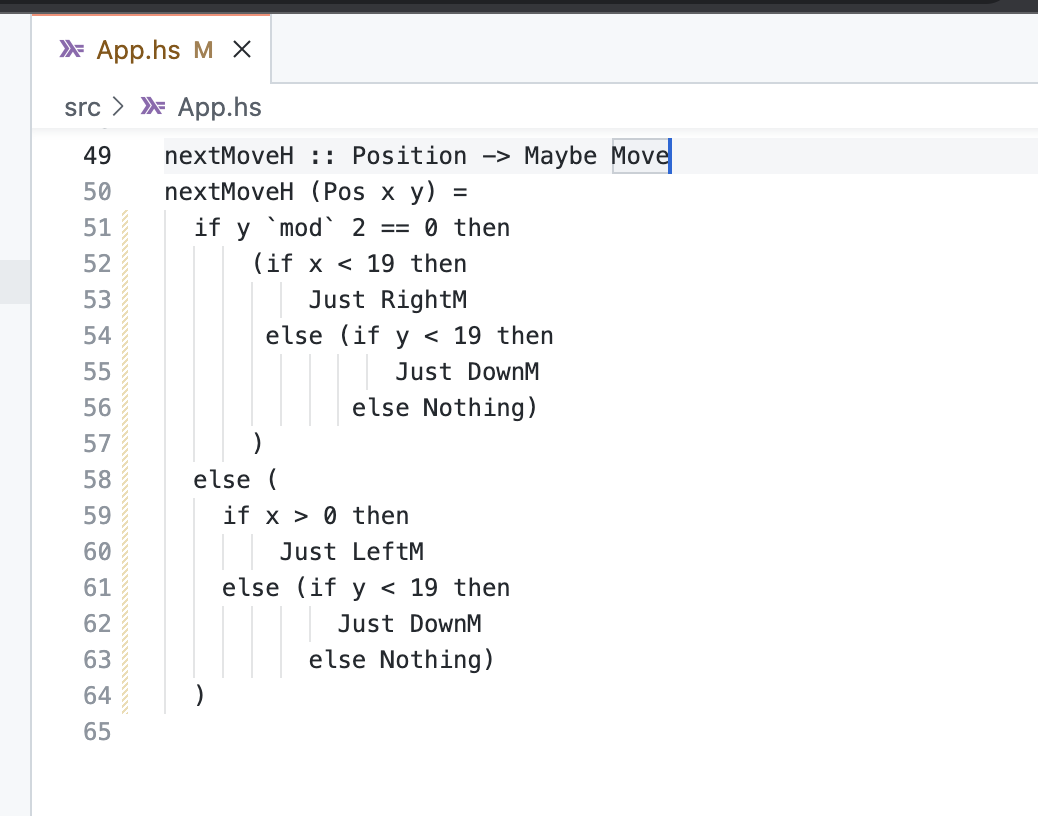 App.hs M
src > App.hs
49 nextMoveH :: Position -> Maybe Move
50 nextMoveH (Pos x y) =
51   if y `mod` 2 == 0 then
52       (if x < 19 then
53           Just RightM
54        else (if y < 19 then
55                 Just DownM
56              else Nothing)
57       )
58   else (
59     if x > 0 then
60         Just LeftM
61     else (if y < 19 then
62             Just DownM
63           else Nothing)
64   )
65